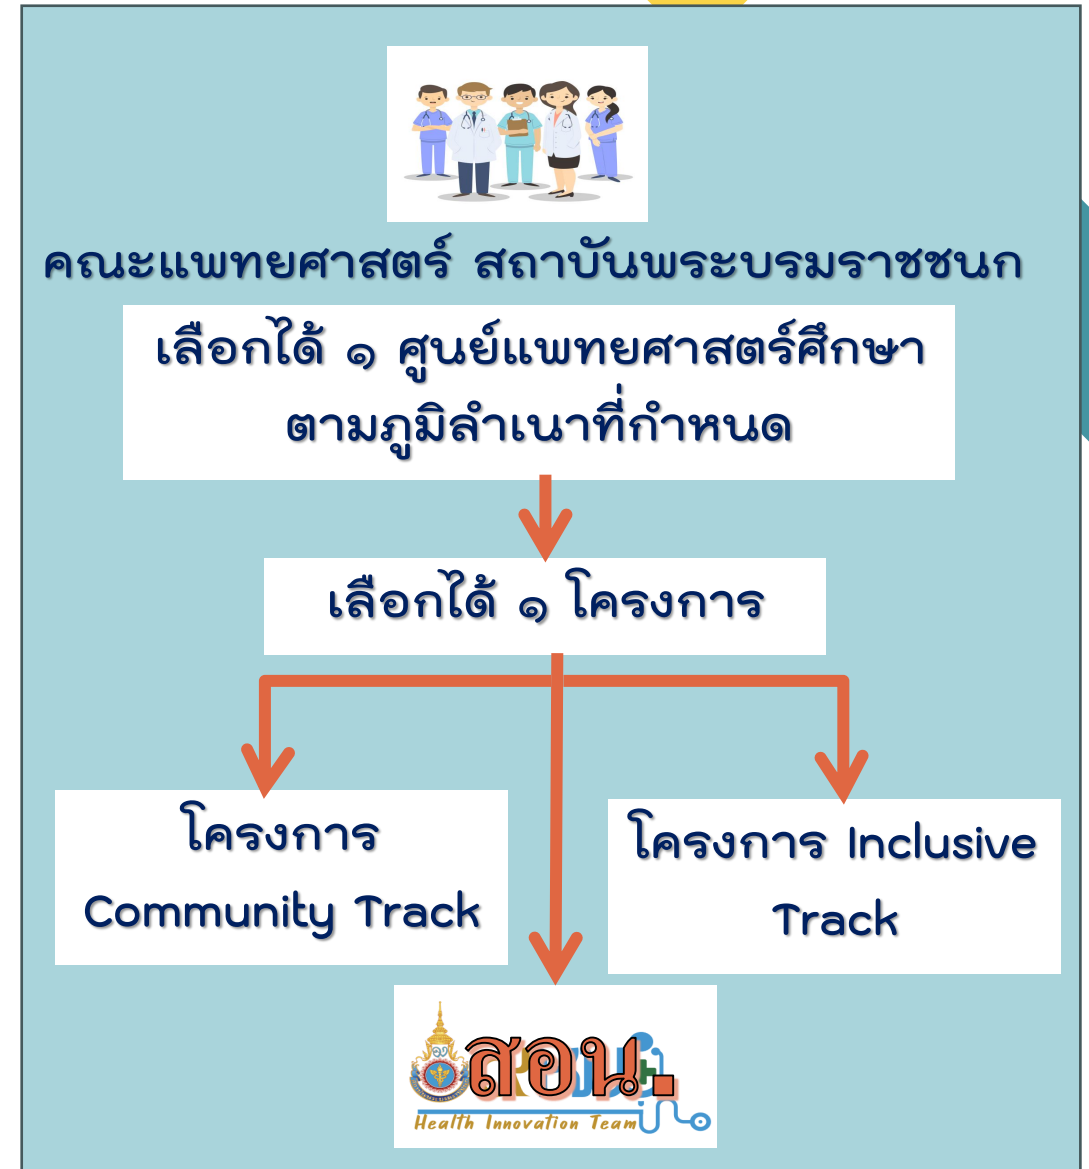 คณะแพทยศาสตร์ สถาบันพระบรมราชชนก
เลือกได้ ๑ ศูนย์แพทยศาสตร์ศึกษา
ตามภูมิลำเนาที่กำหนด
เลือกได้ ๑ โครงการ
โครงการ
Community Track
โครงการ Inclusive
Track
สอน.
Health Innovation Team